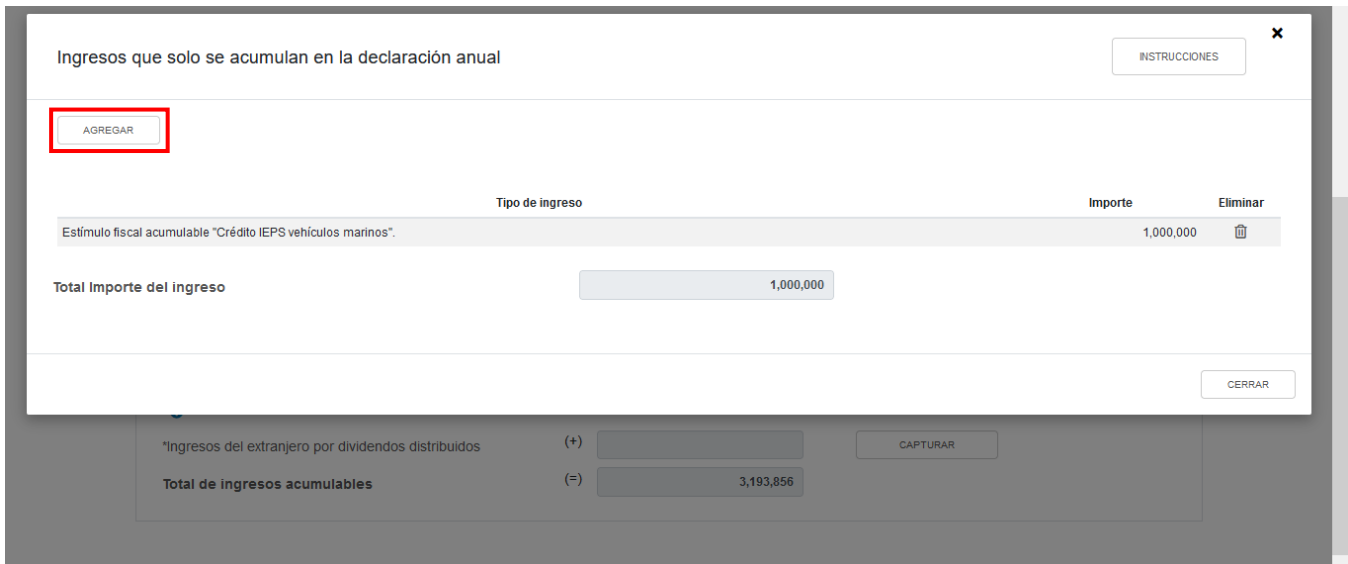 Ingresos que solo se acumulan en la declaración anual
INSTRUCCIONES
×
AGREGAR
Tipo de ingreso Importe Eliminar
Estímulo fiscal acumulable "Crédito IEPS vehículos marinos". 1,000,000
Total Importe del ingreso 1,000,000
CERRAR
*Ingresos del extranjero por dividendos distribuidos (+) CAPTURAR
Total de ingresos acumulables (=) 3,193,856